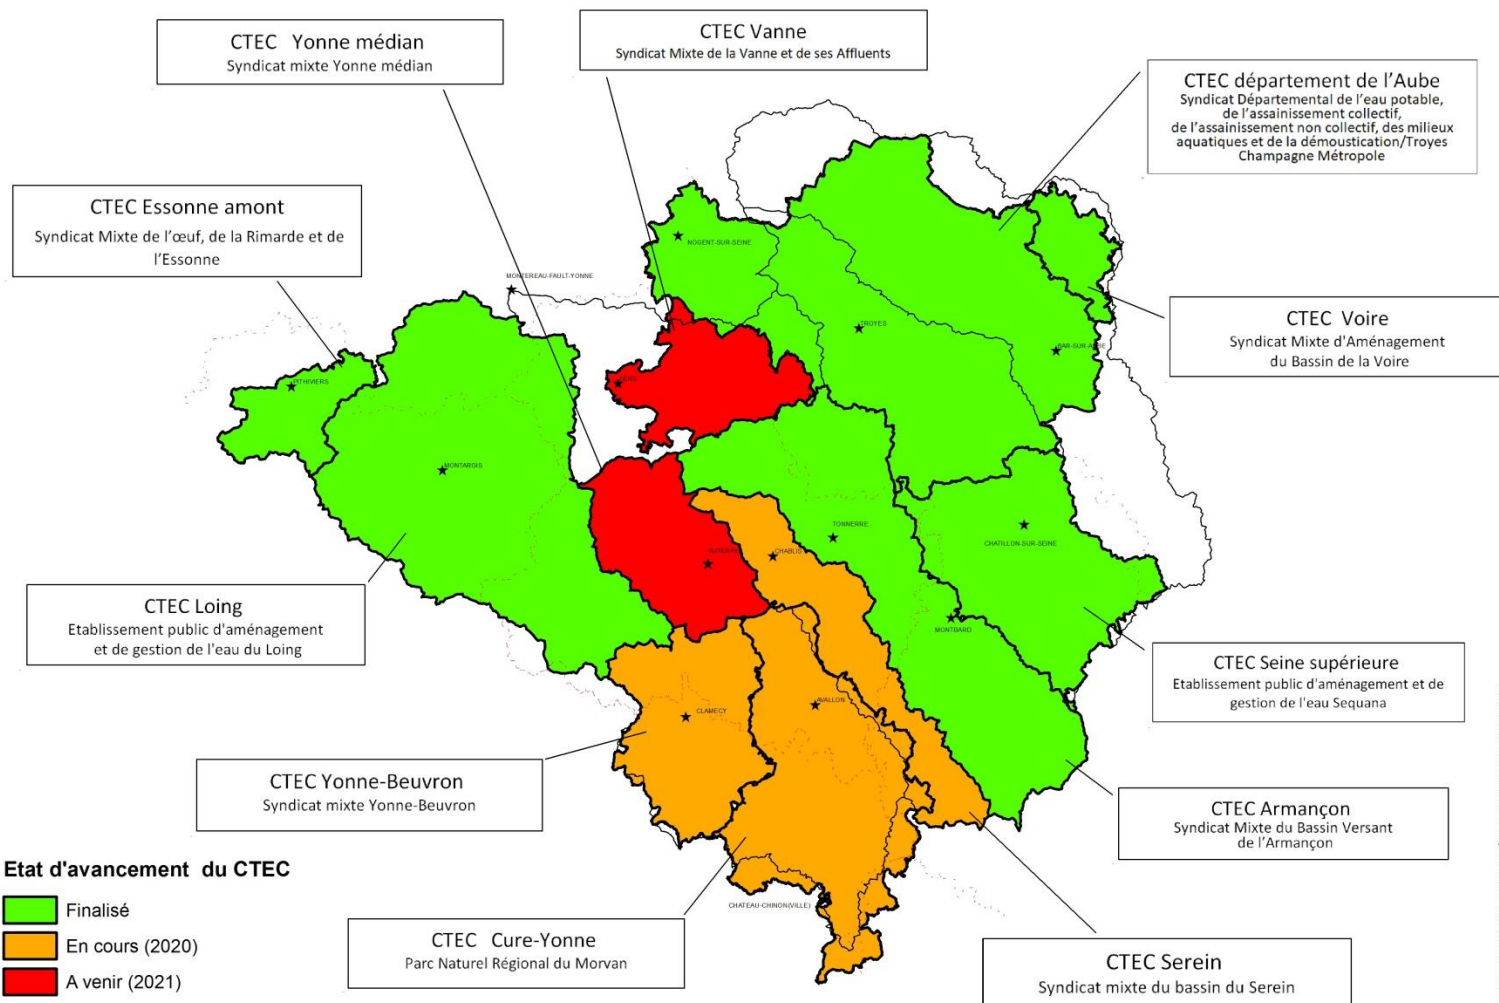 CTEC Yonne médian
Syndicat mixte Yonne médian
CTEC Vanne
Syndicat Mixte de la Vanne et de ses Affluents
CTEC département de l'Aube
Syndicat Départemental de l'eau potable,
de l'assainissement collectif,
de l'assainissement non collectif, des milieux
aquatiques et de la démoustication/Troyes
Champagne Métropole
CTEC Essonne amont
Syndicat Mixte de l'œuf, de la Rimarde et de
l'Essonne
NOGENT-SUR-SEINE
MONTEREAU-FAULT-YONNE
CTEC Voire
Syndicat Mixte d'Aménagement
du Bassin de la Voire
TROYES
BAR-SUR-AUBE
PITHIVIERS
SENS
MONTARGIS
TONNERRE
CHATILLON-SUR-SEINE
CHABLIS
AUXERRE
CTEC Loing
Etablissement public d'aménagement
et de gestion de l'eau du Loing
MONTBARD
CTEC Seine supérieure
Etablissement public d'aménagement et de
gestion de l'eau Sequana
AVALLON
CLAMECY
CTEC Yonne-Beuvron
Syndicat mixte Yonne-Beuvron
CTEC Armançon
Syndicat Mixte du Bassin Versant
de l'Armançon
Etat d'avancement du CTEC
Finalisé
En cours (2020)
A venir (2021)
CHATEAU-CHINON(VILLE)
CTEC Cure-Yonne
Parc Naturel Régional du Morvan
CTEC Serein
Syndicat mixte du bassin du Serein